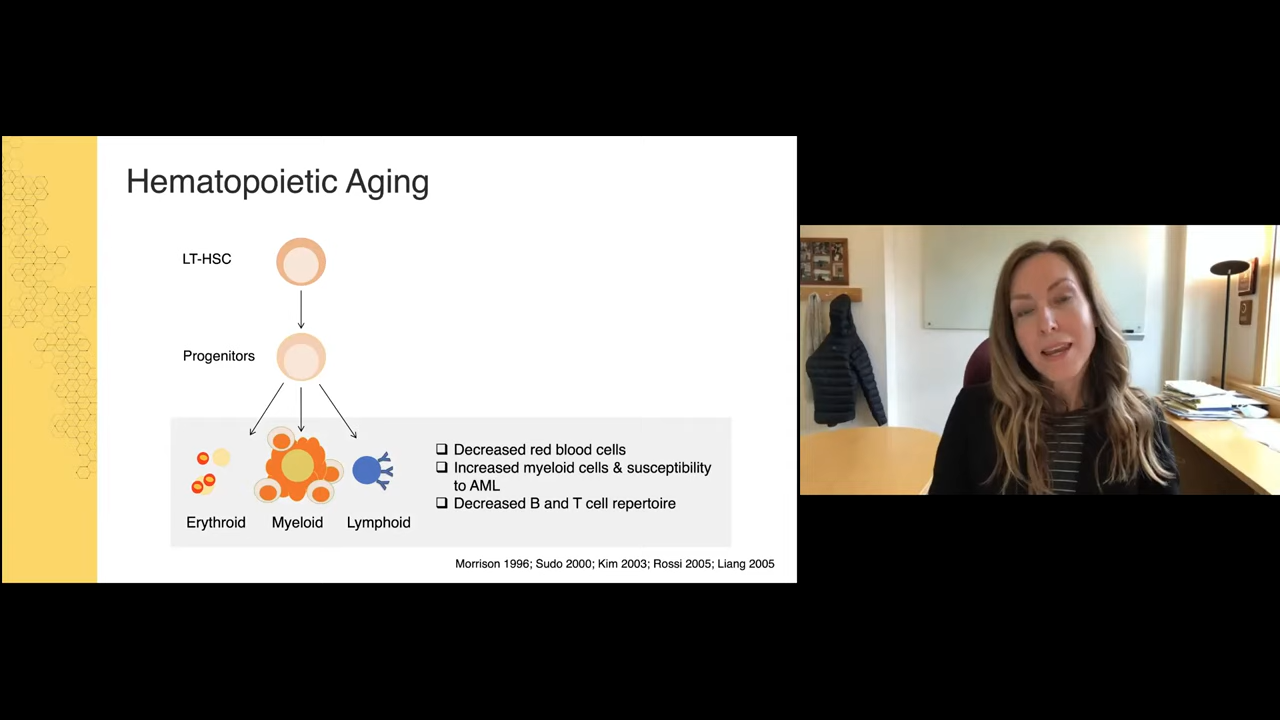 Hematopoietic Aging
LT-HSC
Progenitors
Erythroid
Myeloid
Lymphoid
❑ Decreased red blood cells
❑ Increased myeloid cells & susceptibility
to AML
❑ Decreased B and T cell repertoire
Morrison 1996; Sudo 2000; Kim 2003; Rossi 2005; Liang 2005